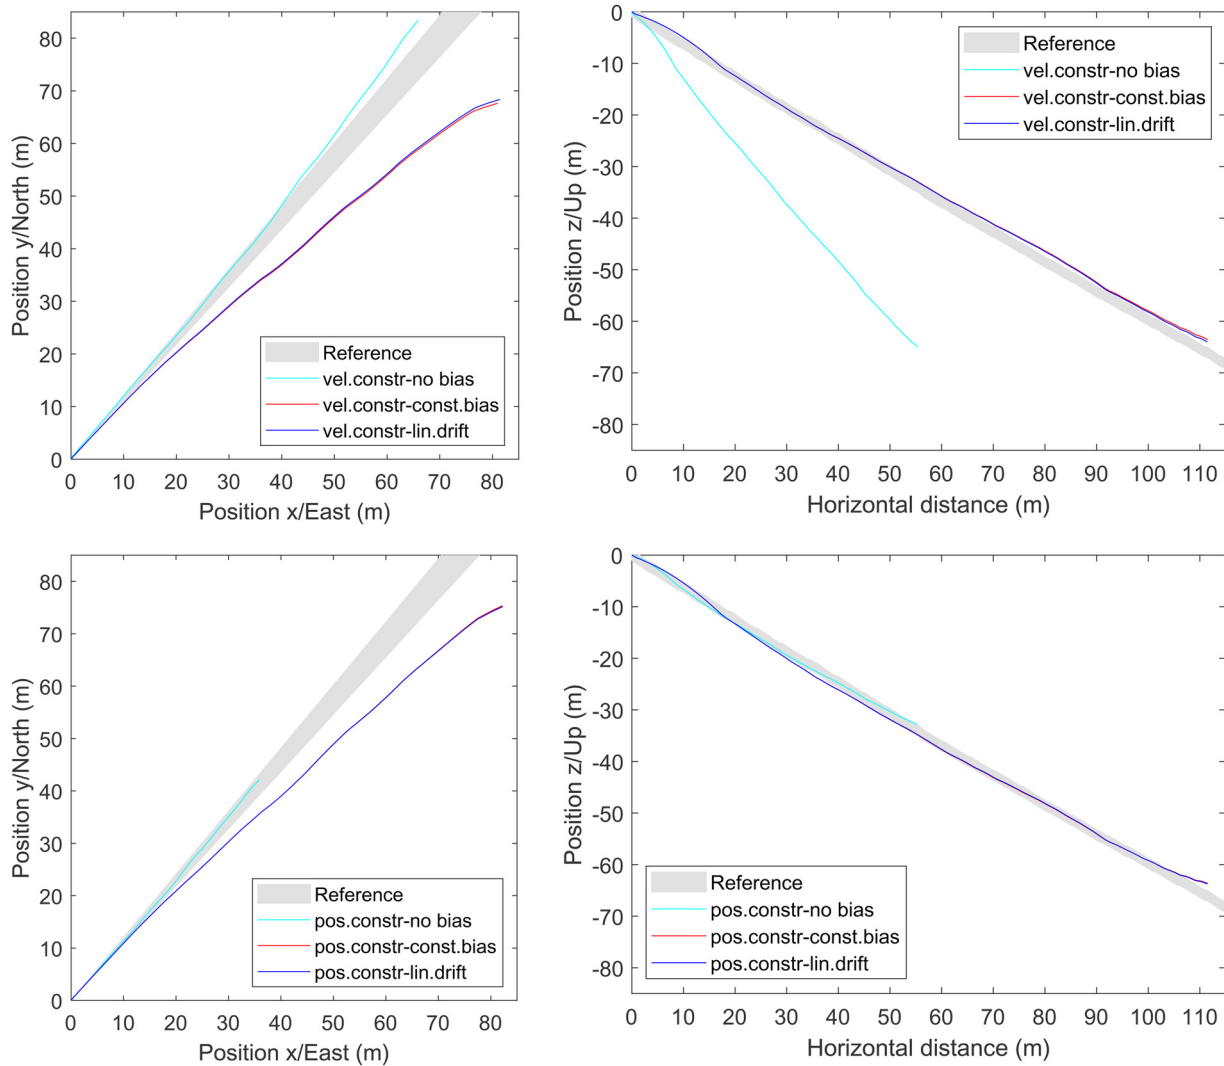 80
70
60
50
40
30
20
10
0
Position y/North (m)
Reference
vel.constr-no bias
vel.constr-const.bias
vel.constr-lin.drift
0 10 20 30 40 50 60 70 80
Position x/East (m)
0
-10
-20
-30
-40
-50
-60
-70
-80
Position z/Up (m)
Reference
vel.constr-no bias
vel.constr-const.bias
vel.constr-lin.drift
0 10 20 30 40 50 60 70 80 90 100 110
Horizontal distance (m)
80
70
60
50
40
30
20
10
0
Position y/North (m)
Reference
pos.constr-no bias
pos.constr-const.bias
pos.constr-lin.drift
0 10 20 30 40 50 60 70 80
Position x/East (m)
0
-10
-20
-30
-40
-50
-60
-70
-80
Position z/Up (m)
Reference
pos.constr-no bias
pos.constr-const.bias
pos.constr-lin.drift
0 10 20 30 40 50 60 70 80 90 100 110
Horizontal distance (m)